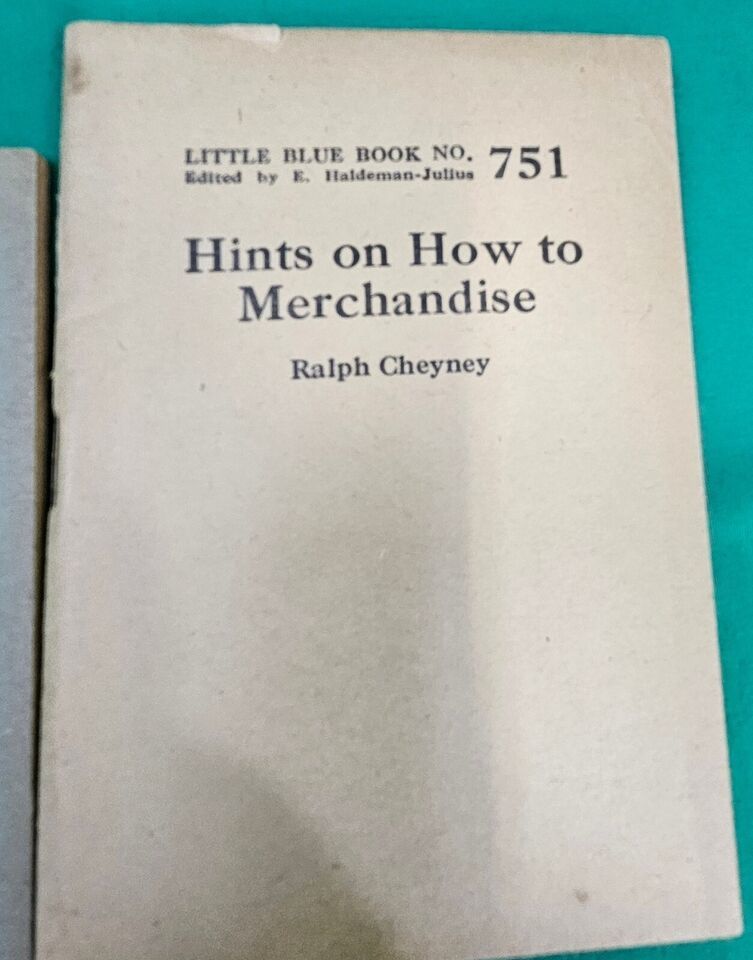 LITTLE BLUE BOOK NO. 751
Edited by E. Haldeman-Julius
Hints on How to
Merchandise
Ralph Cheyney